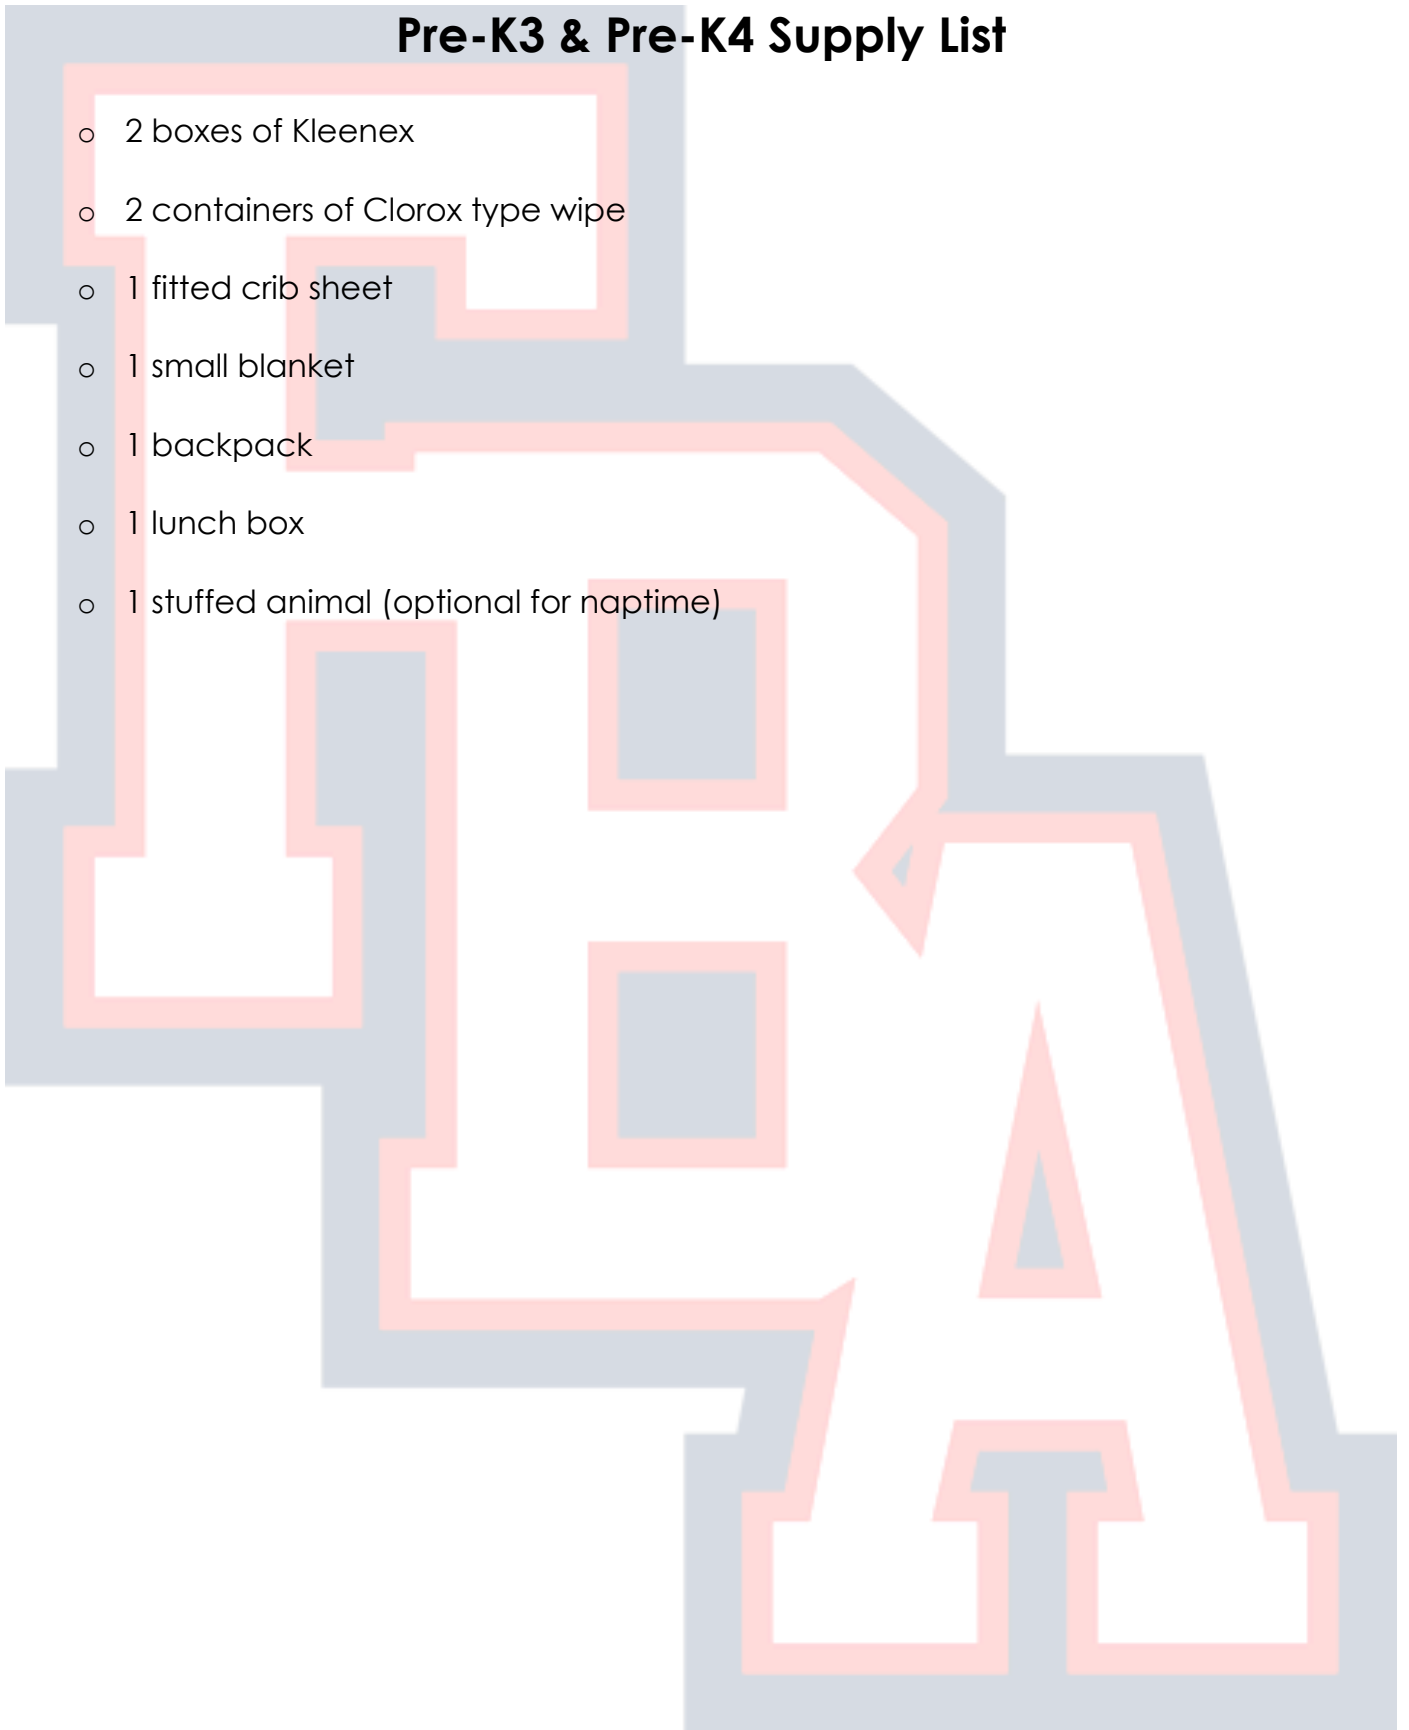 Pre-K3 & Pre-K4 Supply List
o 2 boxes of Kleenex
o 2 containers of Clorox type wipe
o 1 fitted crib sheet
o 1 small blanket
o 1 backpack
o 1 lunch box
o 1 stuffed animal (optional for naptime)